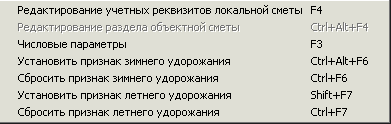 Редактирование учетных реквизитов локальной сметы F4
Редактирование раздела объектной сметы Ctrl+Alt+F4
Числовые параметры F3
Установить признак зимнего удорожания Ctrl+Alt+F6
Сбросить признак зимнего удорожания Ctrl+F6
Установить признак летнего удорожания Shift+F7
Сбросить признак летнего удорожания Ctrl+F7